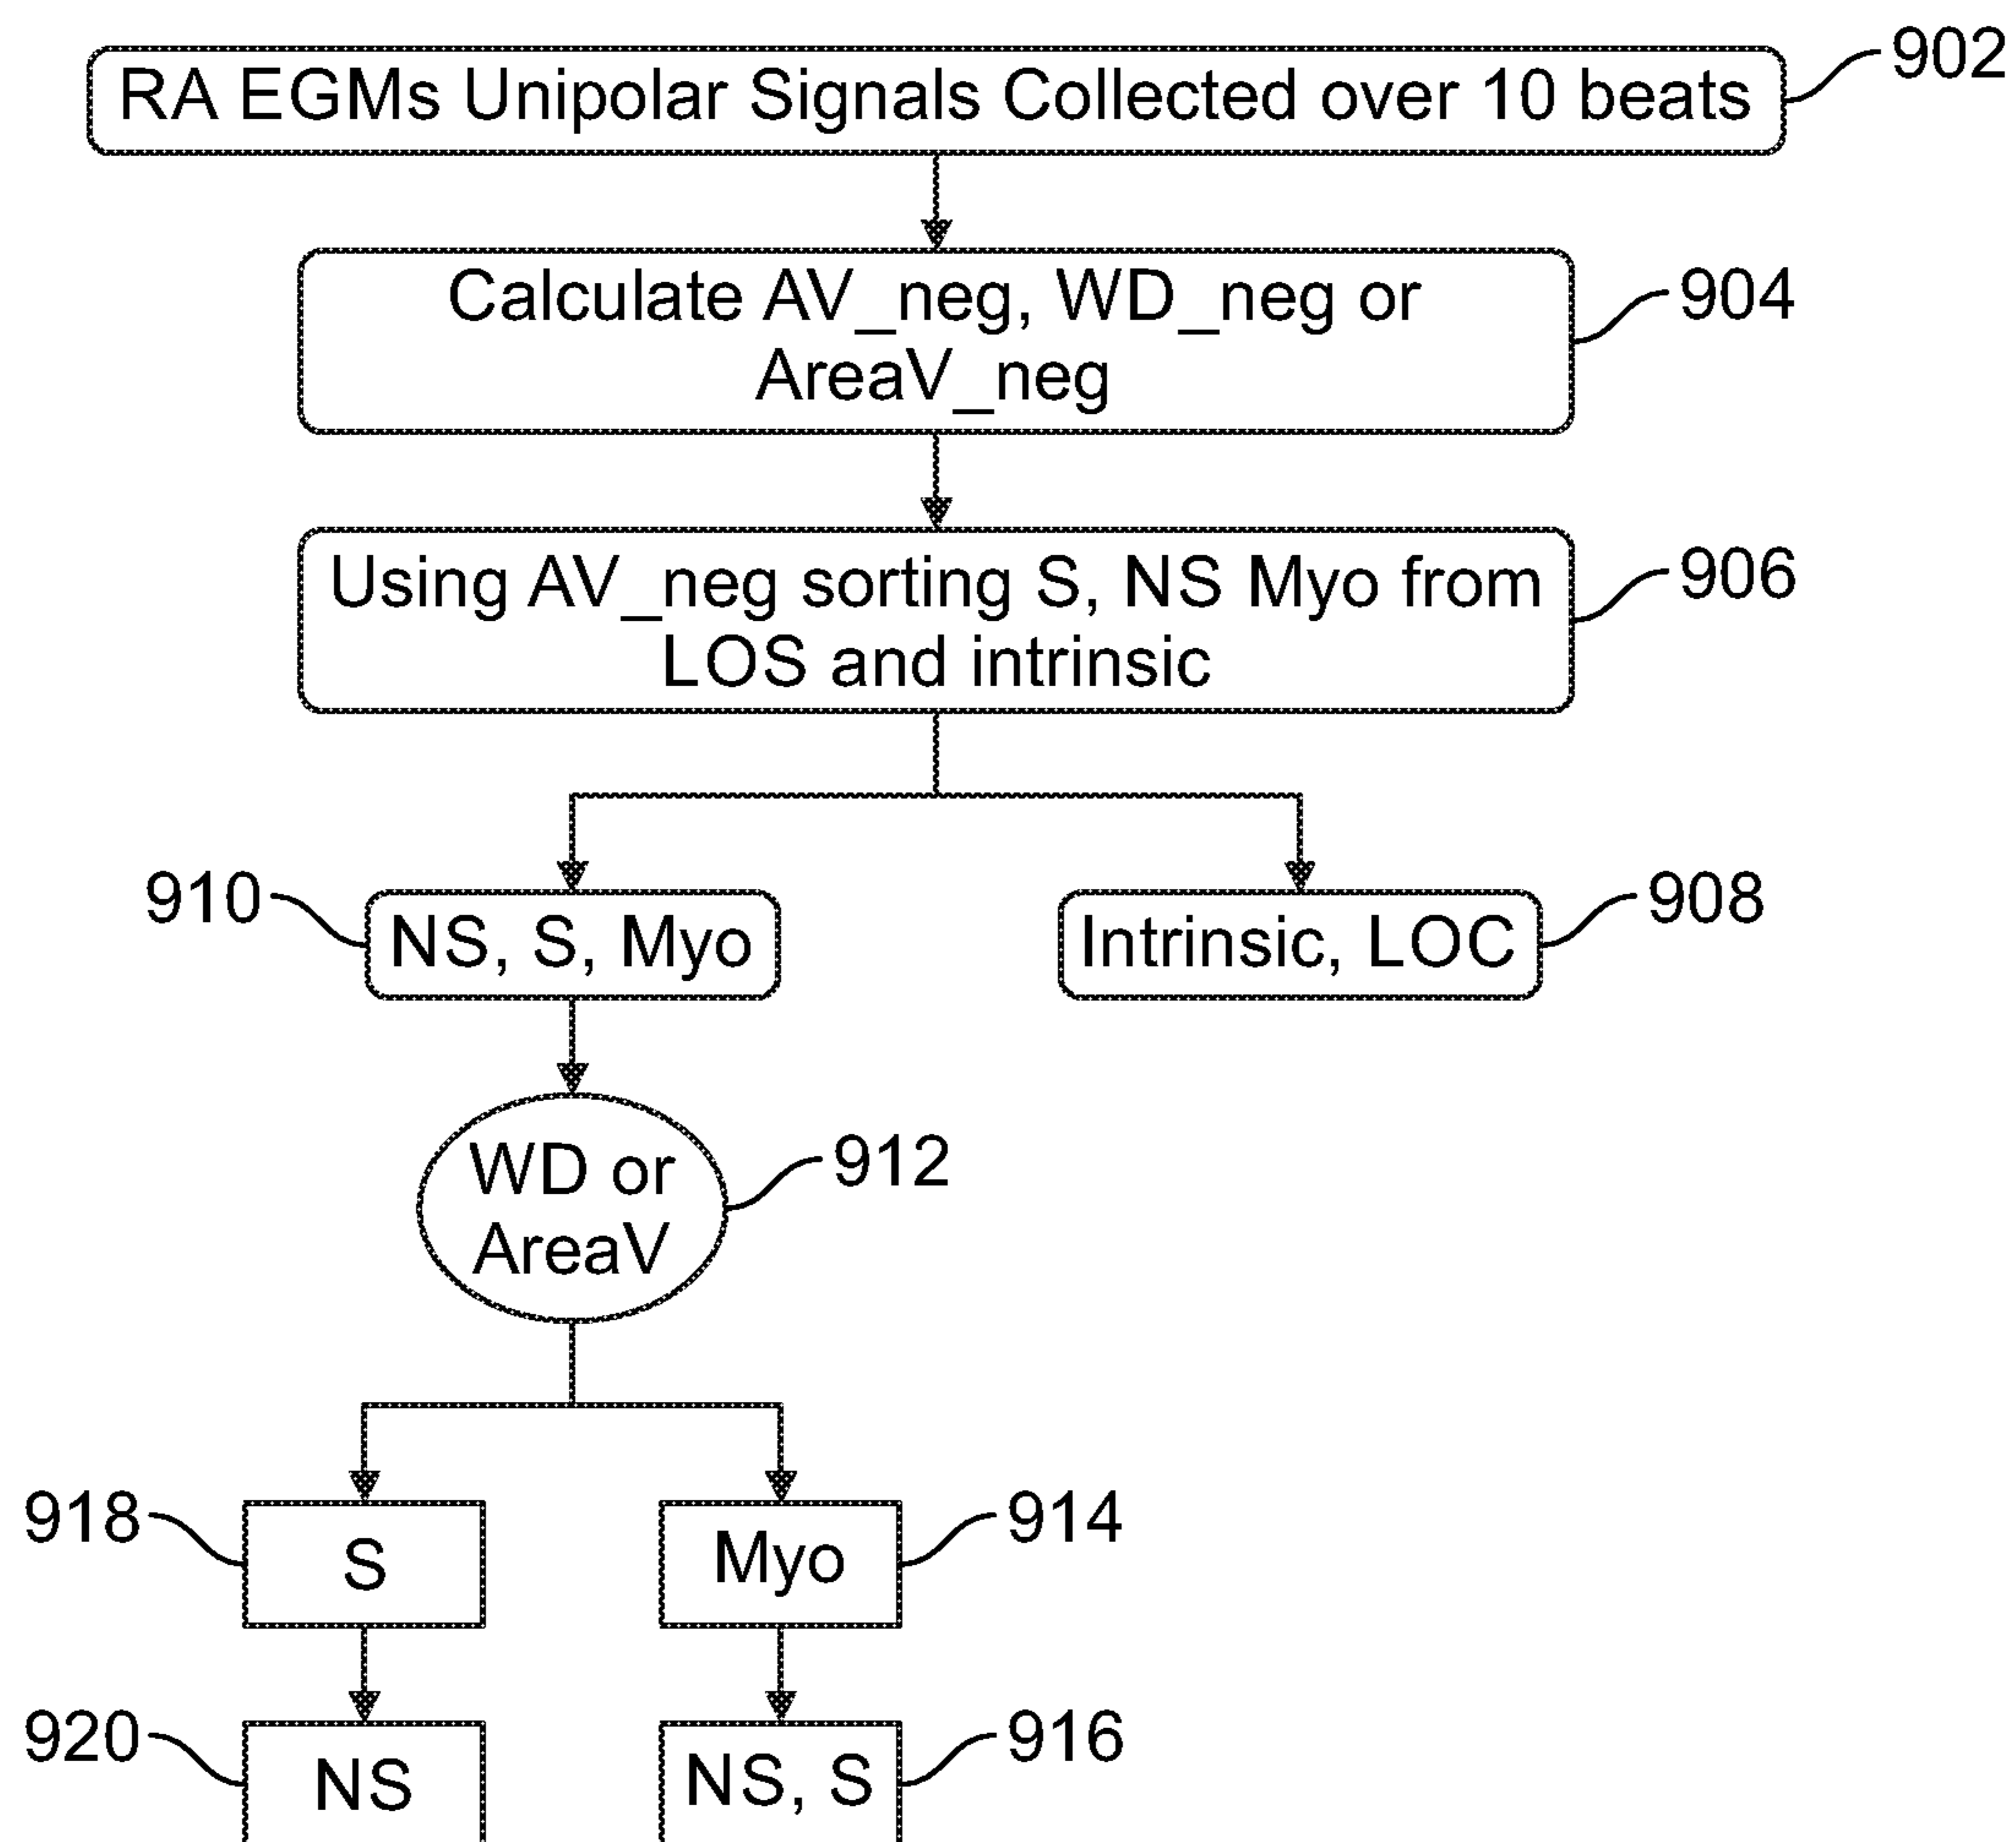 RA EGMs Unipolar Signals Collected over 10 beats
902
Calculate AV_neg, WD_neg or
AreaV_neg
904
Using AV_neg sorting S, NS Myo from
LOS and intrinsic
906
910
NS, S, Myo
Intrinsic, LOC
908
WD or
AreaV
912
918
S
Myo
914
920
NS
NS, S
916